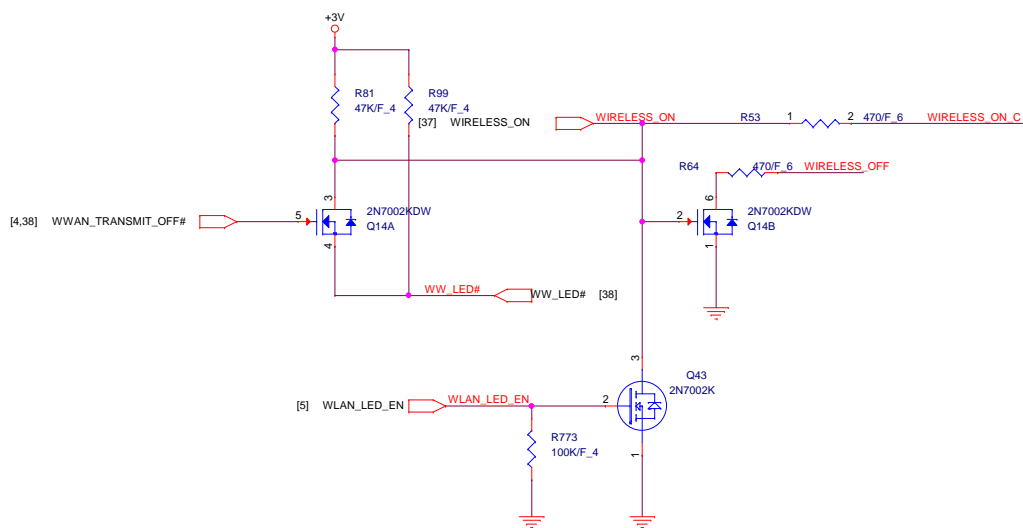 +3V
R81
47K/F_4
R99
47K/F_4
[37] WIRELESS_ON
WIRELESS_ON
R53
1
2
470/F_6
WIRELESS_ON_C
R64
470/F_6
WIRELESS_OFF
[4,38] WWAN_TRANSMIT_OFF#
5
3
4
2N7002KDW
Q14A
2
6
1
2N7002KDW
Q14B
WW_LED#
WW_LED# [38]
[5] WLAN_LED_EN
WLAN_LED_EN
2
3
1
Q43
2N7002K
R773
100K/F_4